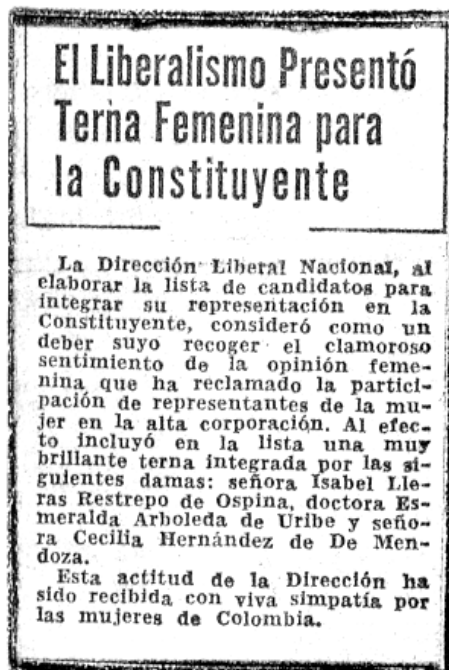 El Liberalismo Presentó
Terna Femenina para
la Constituyente
La Dirección Liberal Nacional, al
elaborar la lista de candidatos para
integrar su representación en la
Constituyente, consideró como un
deber suyo recoger el clamoroso
sentimiento de la opinión feme-
nina que ha reclamado la partici-
pación de representantes de la mu-
jer en la alta corporación. Al efec-
to incluyó en la lista una muy
brillante terna integrada por las si-
guientes damas: señora Isabel Lle-
ras Restrepo de Ospina, doctora Es-
meralda Arboleda de Uribe y seño-
ra Cecilia Hernández de De Men-
doza.
Esta actitud de la Dirección ha
sido recibida con viva simpatía por
las mujeres de Colombia.